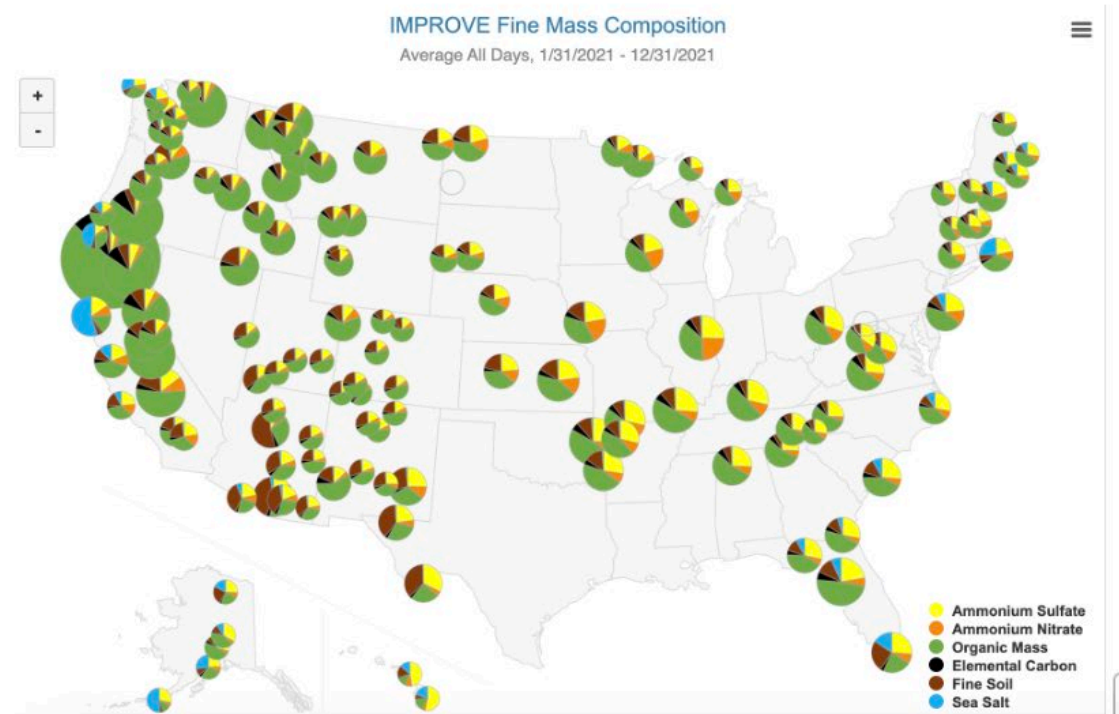 IMPROVE Fine Mass Composition
Average All Days, 1/31/2021 - 12/31/2021
+
-
Ammonium Sulfate
Ammonium Nitrate
Organic Mass
Elemental Carbon
Fine Soil
Sea Salt